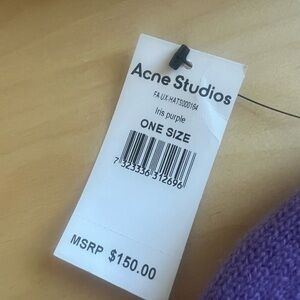 Acne Studios
FA-UX-HATS000164
Iris purple
ONE SIZE
7 323336 312696
MSRP $150.00